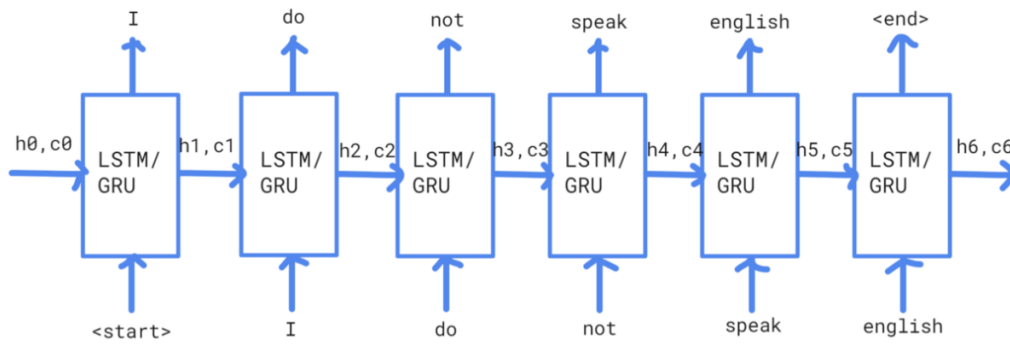 I do not speak english <end>
h0,c0 h1,c1 h2,c2 h3,c3 h4,c4 h5,c5 h6,c6
LSTM/ LSTM/ LSTM/ LSTM/ LSTM/ LSTM/
GRU GRU GRU GRU GRU GRU
<start> I do not speak english